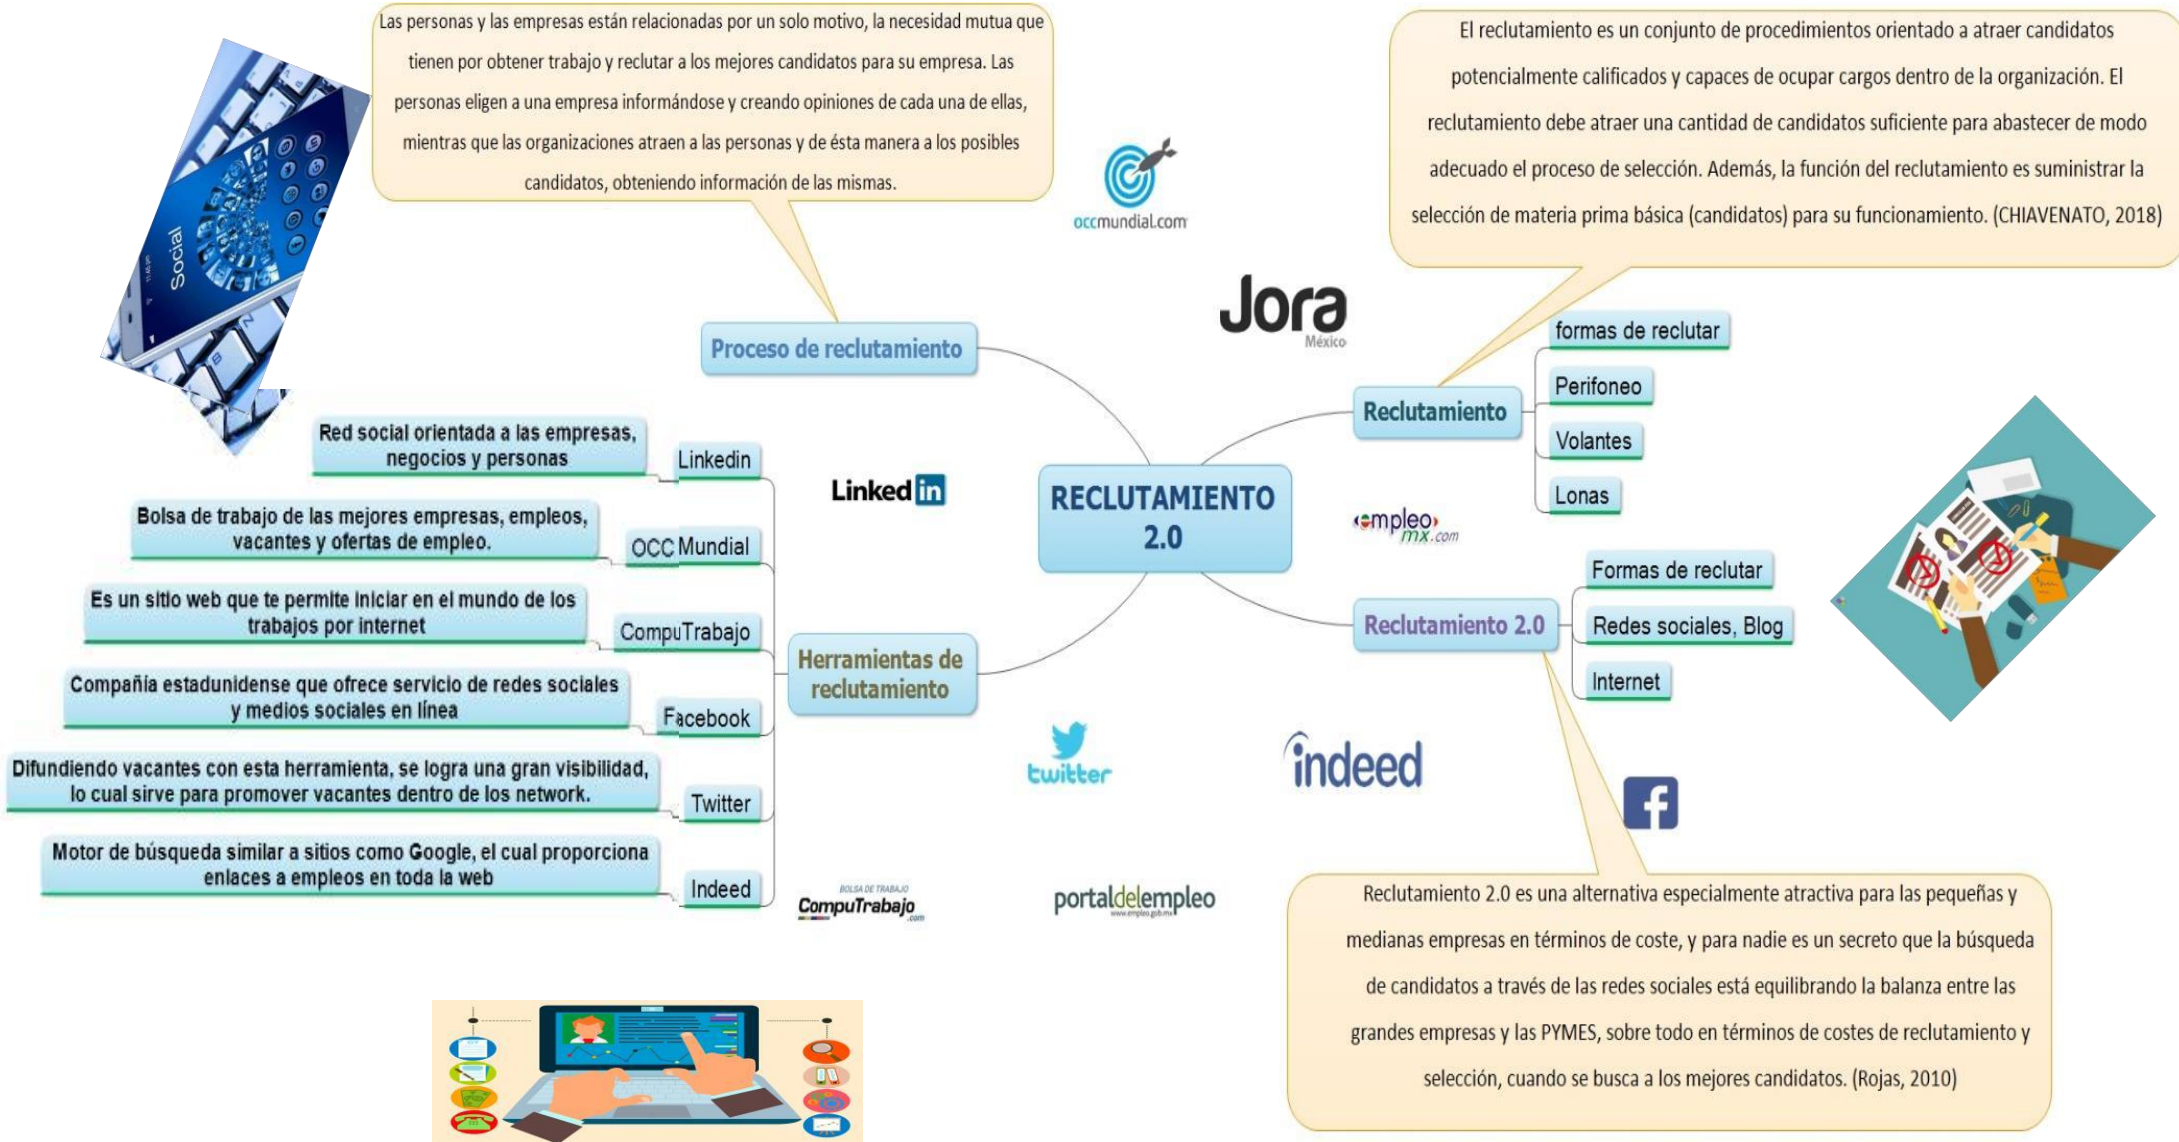 Las personas y las empresas están relacionadas por un solo motivo, la necesidad mutua que
tienen por obtener trabajo y reclutar a los mejores candidatos para su empresa. Las
personas eligen a una empresa informándose y creando opiniones de cada una de ellas,
mientras que las organizaciones atraen a las personas y de ésta manera a los posibles
candidatos, obteniendo información de las mismas.
El reclutamiento es un conjunto de procedimientos orientado a atraer candidatos
potencialmente calificados y capaces de ocupar cargos dentro de la organización. El
reclutamiento debe atraer una cantidad de candidatos suficiente para abastecer de modo
adecuado el proceso de selección. Además, la función del reclutamiento es suministrar la
selección de materia prima básica (candidatos) para su funcionamiento. (CHIAVENATO, 2018)
Social
occmundial.com
Jora
México
Proceso de reclutamiento
Reclutamiento
formas de reclutar
Perifoneo
Volantes
Lonas
RECLUTAMIENTO
2.0
Linked in
empleo
mx.com
Reclutamiento 2.0
Formas de reclutar
Redes sociales, Blog
Internet
Herramientas de
reclutamiento
Red social orientada a las empresas,
negocios y personas
Linkedin
Bolsa de trabajo de las mejores empresas, empleos,
vacantes y ofertas de empleo.
OCC Mundial
Es un sitio web que te permite iniciar en el mundo de los
trabajos por internet
CompuTrabajo
Compañía estadunidense que ofrece servicio de redes sociales
y medios sociales en línea
Facebook
Difundiendo vacantes con esta herramienta, se logra una gran visibilidad,
lo cual sirve para promover vacantes dentro de los network.
Twitter
Motor de búsqueda similar a sitios como Google, el cual proporciona
enlaces a empleos en toda la web
Indeed
twitter
indeed
f
BOLSA DE TRABAJO
CompuTrabajo
.com
portaldelempleo
www.empleo.gob.mx
Reclutamiento 2.0 es una alternativa especialmente atractiva para las pequeñas y
medianas empresas en términos de coste, y para nadie es un secreto que la búsqueda
de candidatos a través de las redes sociales está equilibrando la balanza entre las
grandes empresas y las PYMES, sobre todo en términos de costes de reclutamiento y
selección, cuando se busca a los mejores candidatos. (Rojas, 2010)